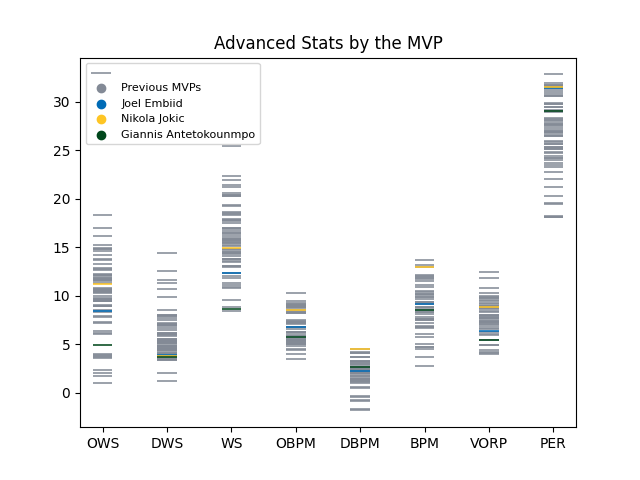 Advanced Stats by the MVP
Previous MVPs
Joel Embiid
Nikola Jokic
Giannis Antetokounmpo
30
25
20
15
10
5
0
OWS DWS WS OBPM DBPM BPM VORP PER